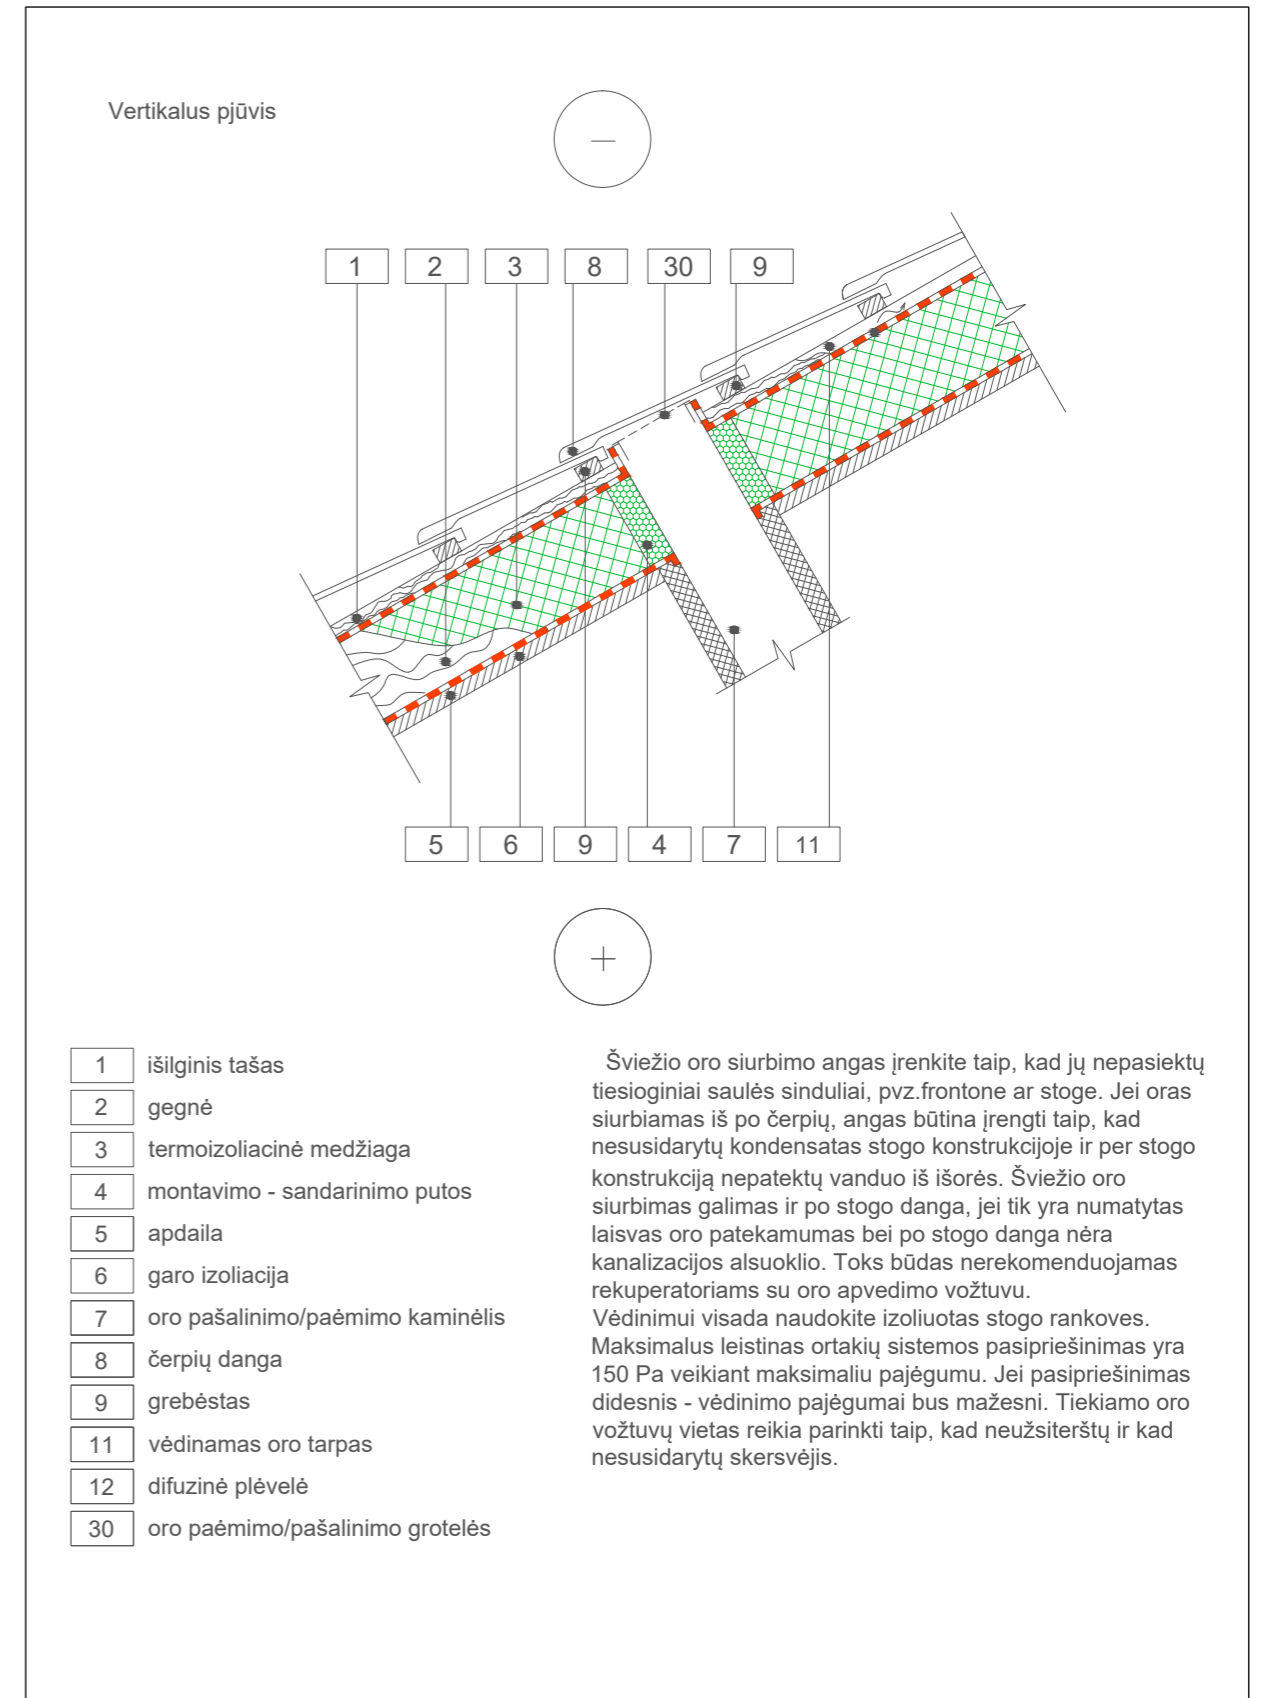 Vertikalus pjūvis
—
1 2 3 8 30 9
5 6 9 4 7 11
+
1 išilginis tašas
2 gegnė
3 termoizoliacinė medžiaga
4 montavimo - sandarinimo putos
5 apdaila
6 garo izoliacija
7 oro pašalinimo/paėmimo kaminėlis
8 čerpių danga
9 grebėstas
11 vėdinamas oro tarpas
12 difuzinė plėvelė
30 oro paėmimo/pašalinimo grotelės
Šviežio oro siurbimo angas įrenkite taip, kad jų nepasiektų
tiesioginiai saulės sinduliai, pvz.frontone ar stoge. Jei oras
siurbiamas iš po čerpių, angas būtina įrengti taip, kad
nesusidarytų kondensatas stogo konstrukcijoje ir per stogo
konstrukciją nepatektų vanduo iš išorės. Šviežio oro
siurbimas galimas ir po stogo danga, jei tik yra numatytas
laisvas oro patekamumas bei po stogo danga nėra
kanalizacijos alsuoklio. Toks būdas nerekomenduojamas
rekuperatoriams su oro apvedimo vožtuvu.
Vėdinimui visada naudokite izoliuotas stogo rankoves.
Maksimalus leistinas ortakių sistemos pasipriešinimas yra
150 Pa veikiant maksimaliu pajėgumu. Jei pasipriešinimas
didesnis - vėdinimo pajėgumai bus mažesni. Tiekiamo oro
vožtuvų vietas reikia parinkti taip, kad neužsiterštų ir kad
nesusidarytų skersvėjis.